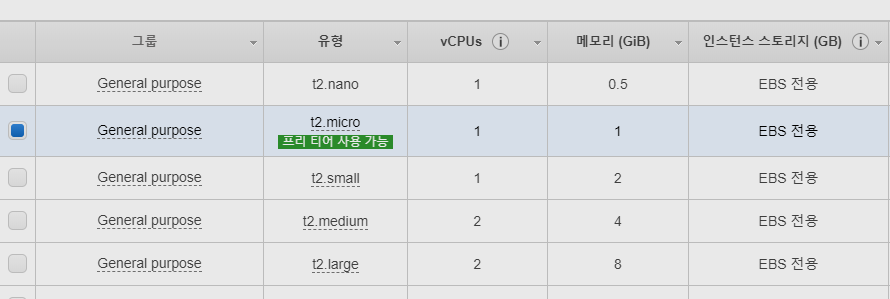 그룹 유형 vCPUs i 메모리 (GiB) 인스턴스 스토리지 (GB) i
General purpose t2.nano 1 0.5 EBS 전용
General purpose t2.micro 1 1 EBS 전용
프리 티어 사용 가능
General purpose t2.small 1 2 EBS 전용
General purpose t2.medium 2 4 EBS 전용
General purpose t2.large 2 8 EBS 전용